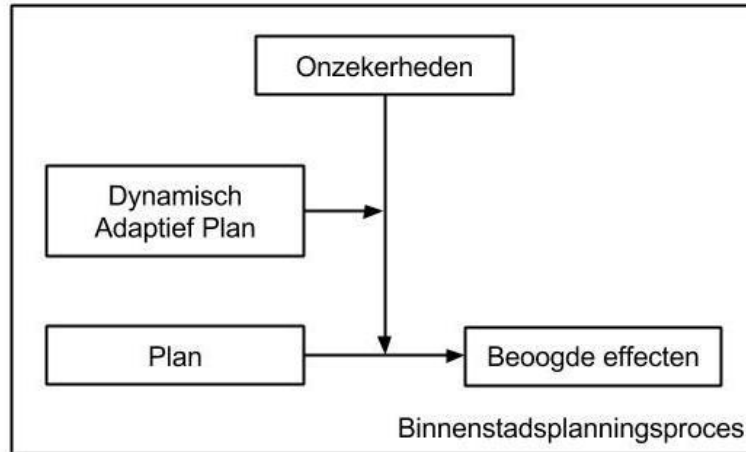 Onzekerheden
Dynamisch
Adaptief Plan
Plan
Beoogde effecten
Binnenstadsplanningsproces